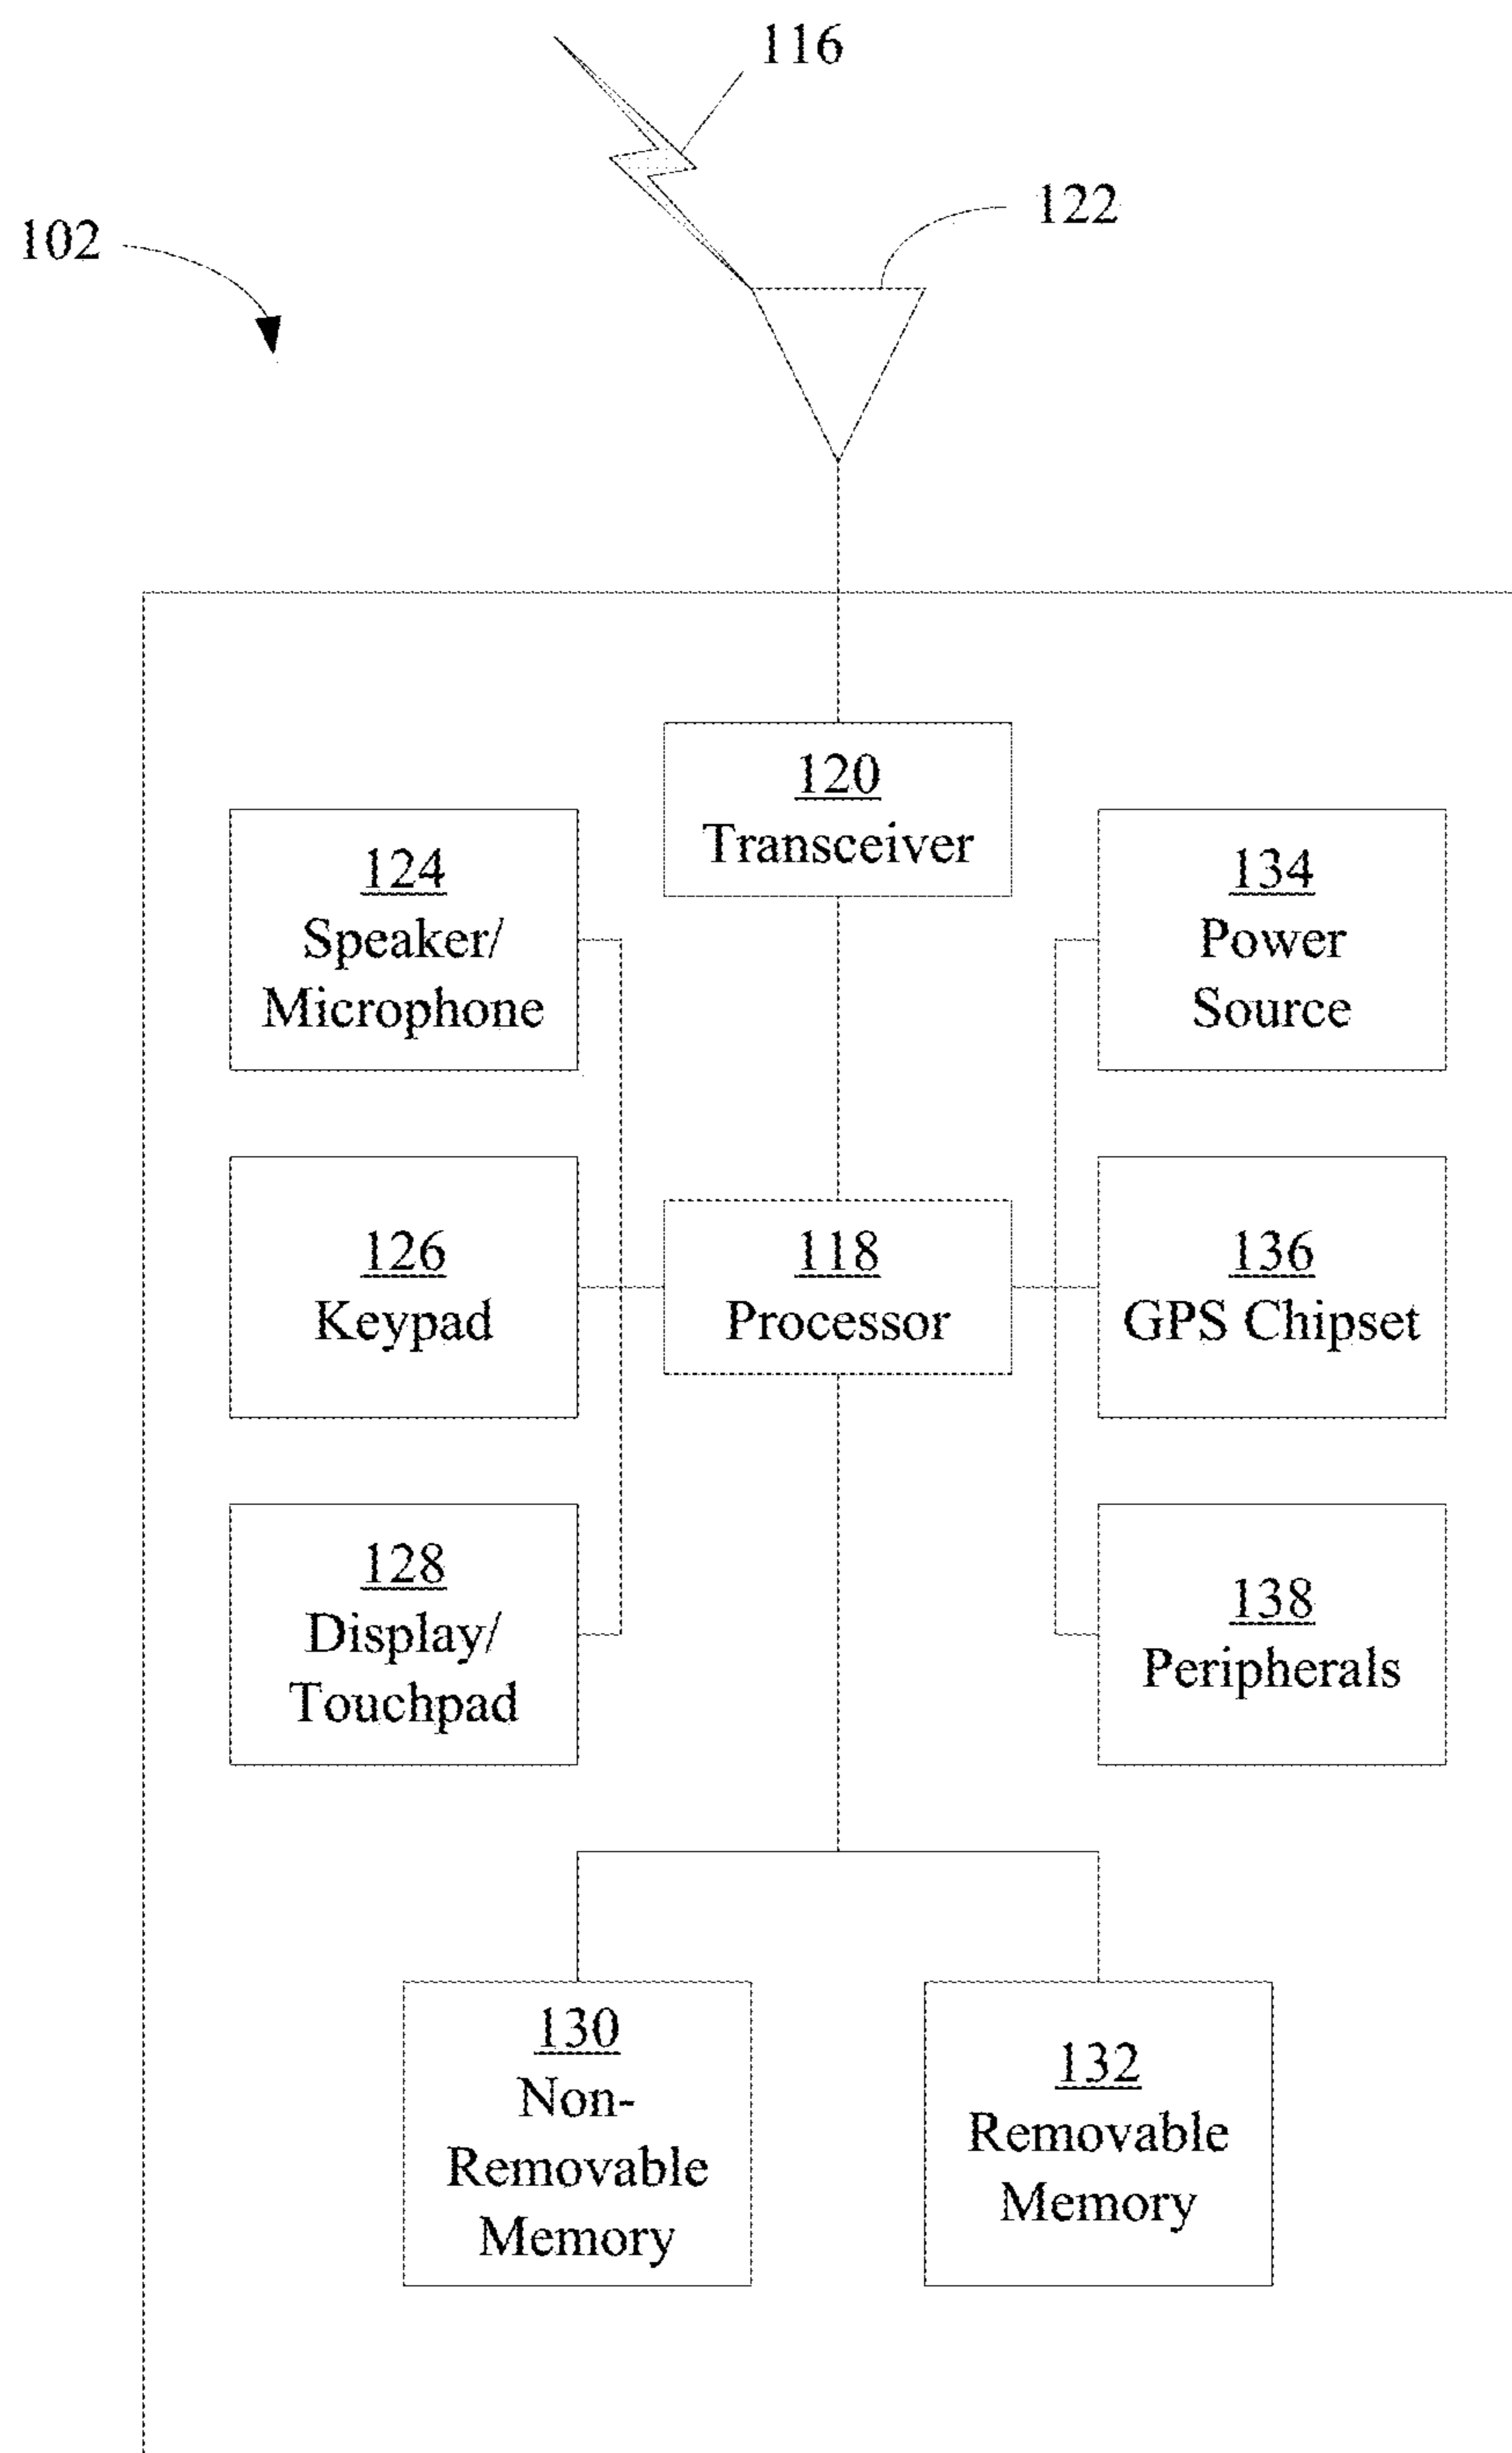 116
122
102
120
Transceiver
124
Speaker/
Microphone
134
Power
Source
126
Keypad
118
Processor
136
GPS Chipset
128
Display/
Touchpad
138
Peripherals
130
Non-
Removable
Memory
132
Removable
Memory